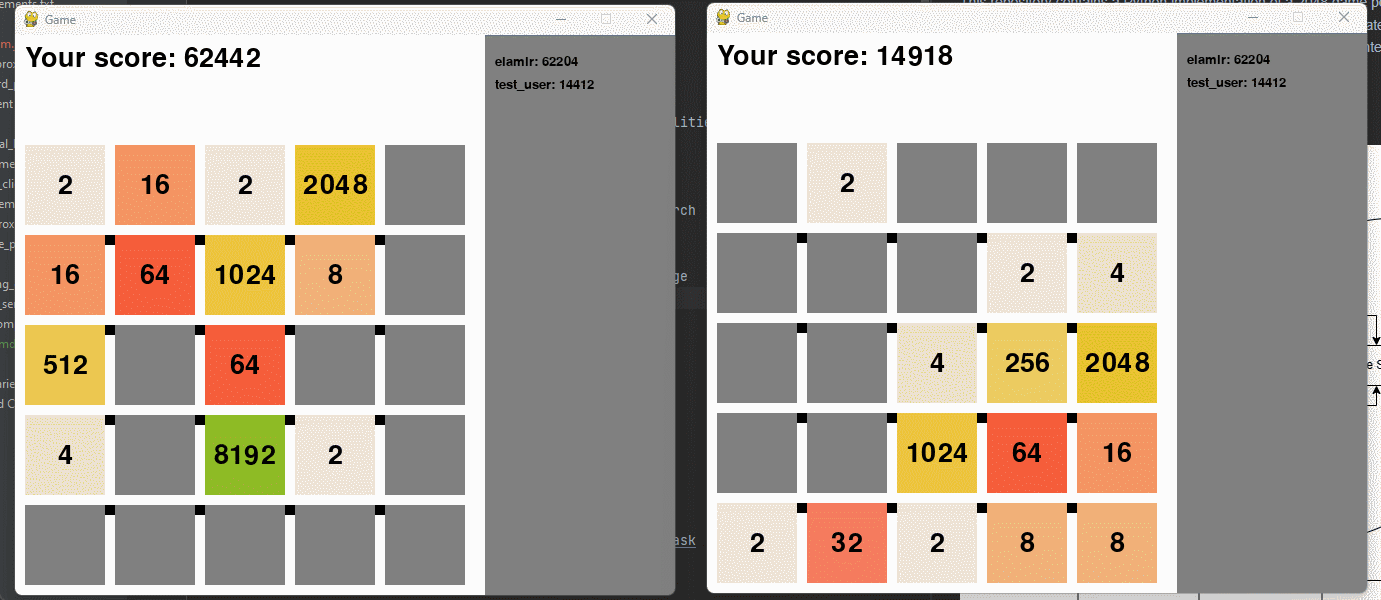 Game
Your score: 62442
elamir: 62204
test_user: 14412
2 16 2 2048
16 64 1024 8
512 64
4 8192 2
Game
Your score: 14918
elamir: 62204
test_user: 14412
2
2 4
4 256 2048
1024 64 16
2 32 2 8 8